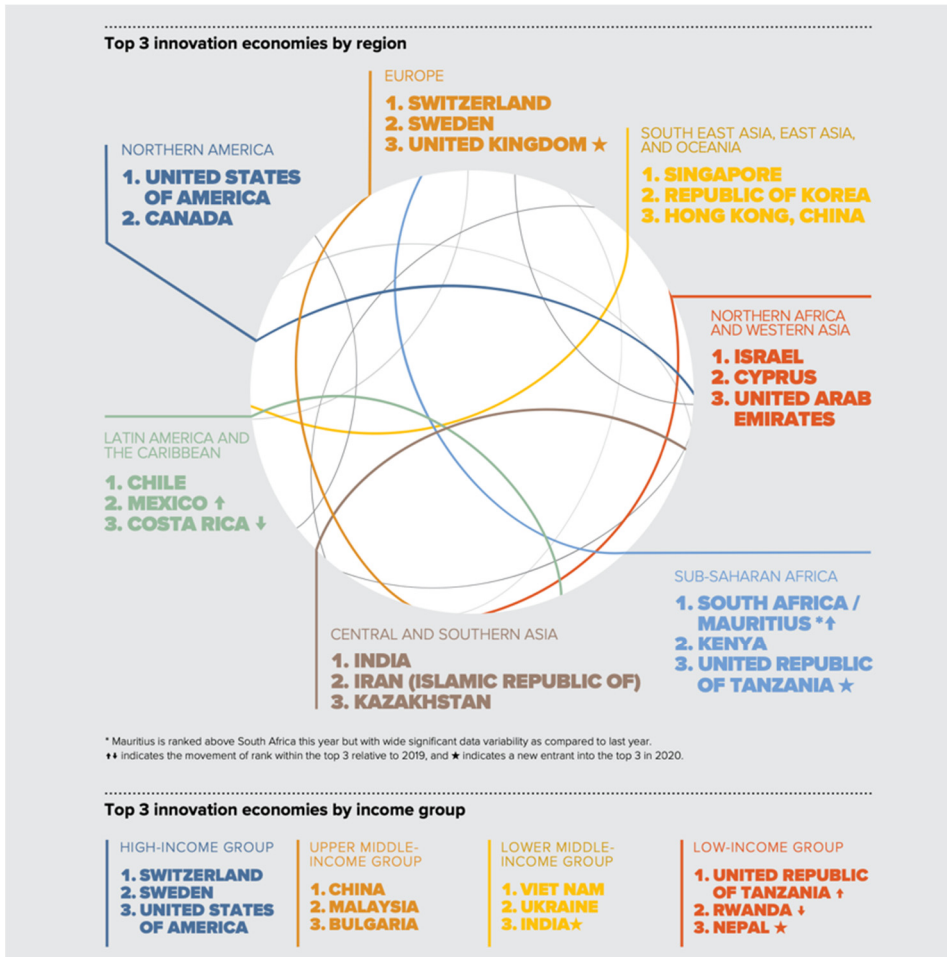 Top 3 innovation economies by region
EUROPE
1. SWITZERLAND
2. SWEDEN
3. UNITED KINGDOM ★
NORTHERN AMERICA
1. UNITED STATES
OF AMERICA
2. CANADA
SOUTH EAST ASIA, EAST ASIA,
AND OCEANIA
1. SINGAPORE
2. REPUBLIC OF KOREA
3. HONG KONG, CHINA
NORTHERN AFRICA
AND WESTERN ASIA
1. ISRAEL
2. CYPRUS
3. UNITED ARAB
EMIRATES
LATIN AMERICA AND
THE CARIBBEAN
1. CHILE
2. MEXICO ↑
3. COSTA RICA ↓
SUB-SAHARAN AFRICA
1. SOUTH AFRICA /
MAURITIUS *↑
2. KENYA
3. UNITED REPUBLIC
OF TANZANIA ★
CENTRAL AND SOUTHERN ASIA
1. INDIA
2. IRAN (ISLAMIC REPUBLIC OF)
3. KAZAKHSTAN
* Mauritius is ranked above South Africa this year but with wide significant data variability as compared to last year.
↑↓ indicates the movement of rank within the top 3 relative to 2019, and ★ indicates a new entrant into the top 3 in 2020.
Top 3 innovation economies by income group
HIGH-INCOME GROUP
1. SWITZERLAND
2. SWEDEN
3. UNITED STATES
OF AMERICA
UPPER MIDDLE-
INCOME GROUP
1. CHINA
2. MALAYSIA
3. BULGARIA
LOWER MIDDLE-
INCOME GROUP
1. VIET NAM
2. UKRAINE
3. INDIA★
LOW-INCOME GROUP
1. UNITED REPUBLIC
OF TANZANIA ↑
2. RWANDA ↓
3. NEPAL ★